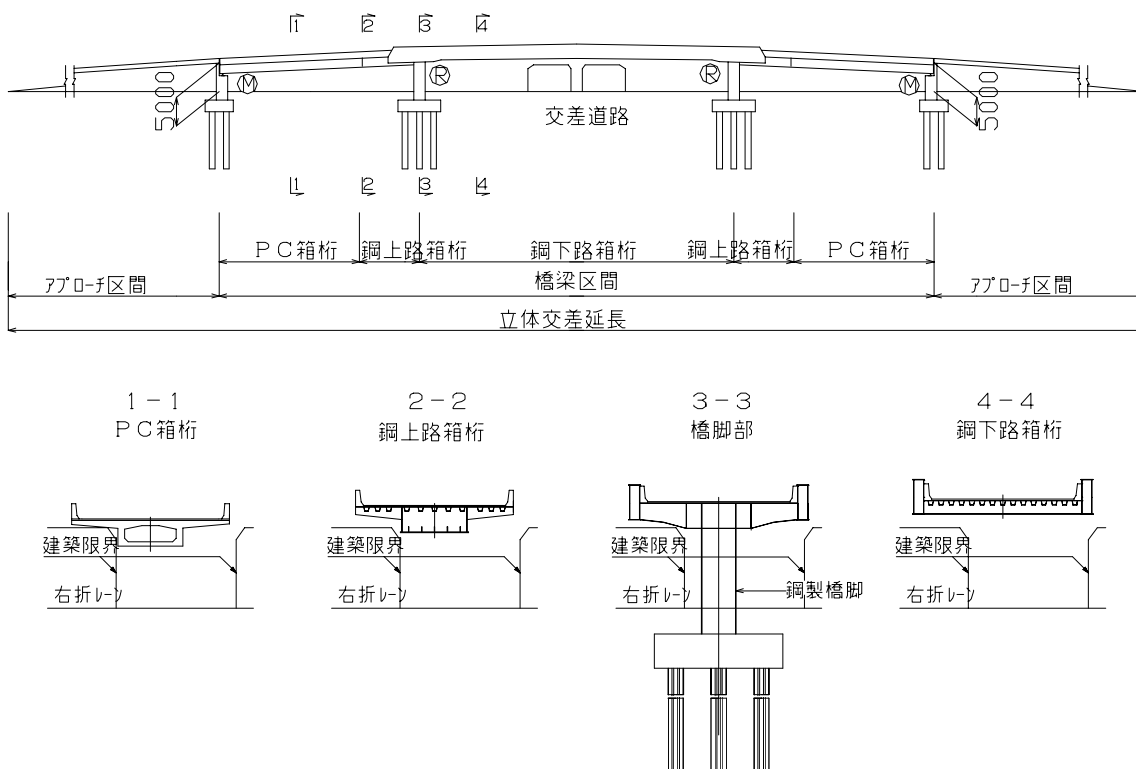 1 2 3 4
M R R M
5000 5000
交差道路
1 2 3 4
PC箱桁 鋼上路箱桁 鋼下路箱桁 鋼上路箱桁 PC箱桁
アプローチ区間 橋梁区間 アプローチ区間
立体交差延長
1-1 2-2 3-3 4-4
PC箱桁 鋼上路箱桁 橋脚部 鋼下路箱桁
建築限界 建築限界 建築限界 建築限界
右折レーン 右折レーン 右折レーン 鋼製橋脚 右折レーン